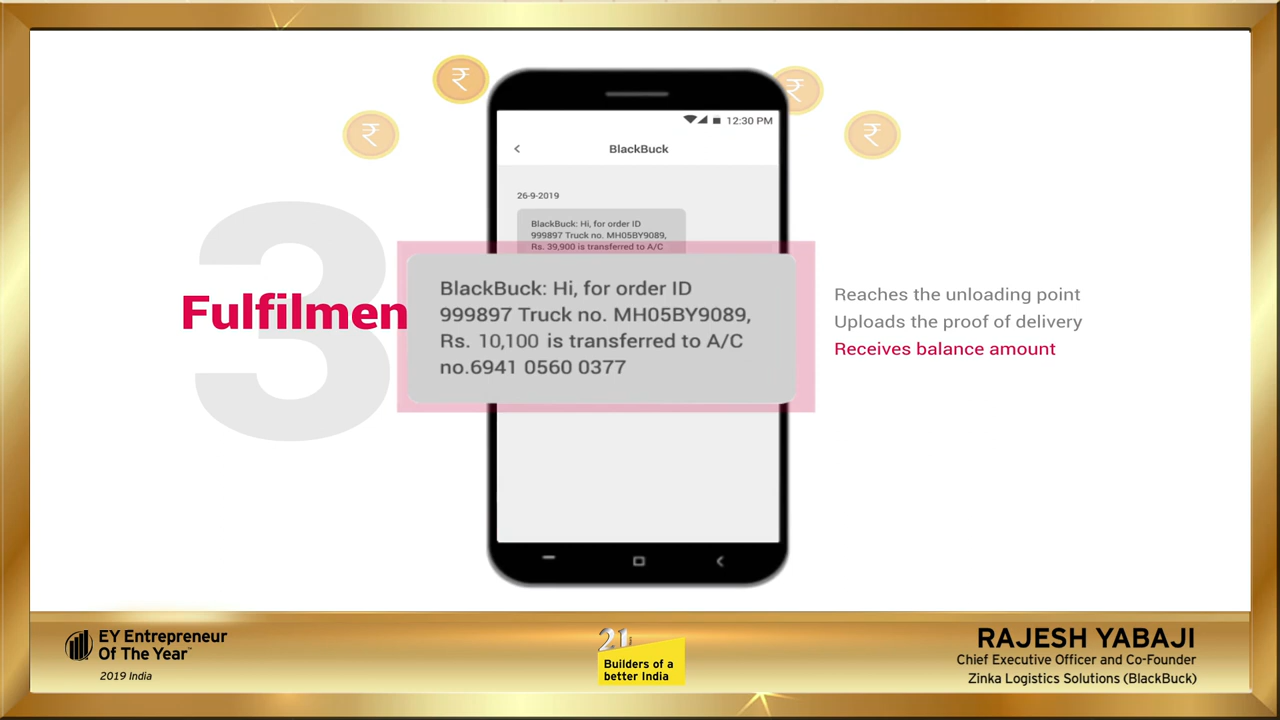 12:30 PM
BlackBuck
26-9-2019
BlackBuck: Hi, for order ID
999897 Truck no. MH05BY9089,
Rs. 39,900 is transferred to A/C
3
Fulfilmen
BlackBuck: Hi, for order ID
999897 Truck no. MH05BY9089,
Rs. 10,100 is transferred to A/C
no.6941 0560 0377
Reaches the unloading point
Uploads the proof of delivery
Receives balance amount
EY Entrepreneur
Of The Year™
2019 India
21
Builders of a
better India
RAJESH YABAJI
Chief Executive Officer and Co-Founder
Zinka Logistics Solutions (BlackBuck)